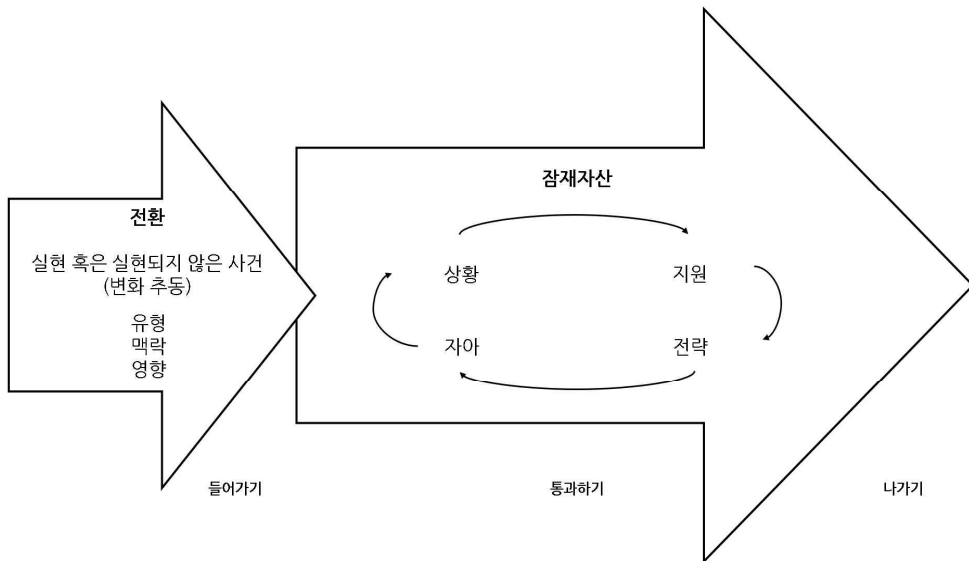 전환
실현 혹은 실현되지 않은 사건
(변화 추동)
유형
맥락
영향
잠재자산
상황
지원
자아
전략
들어가기
통과하기
나가기